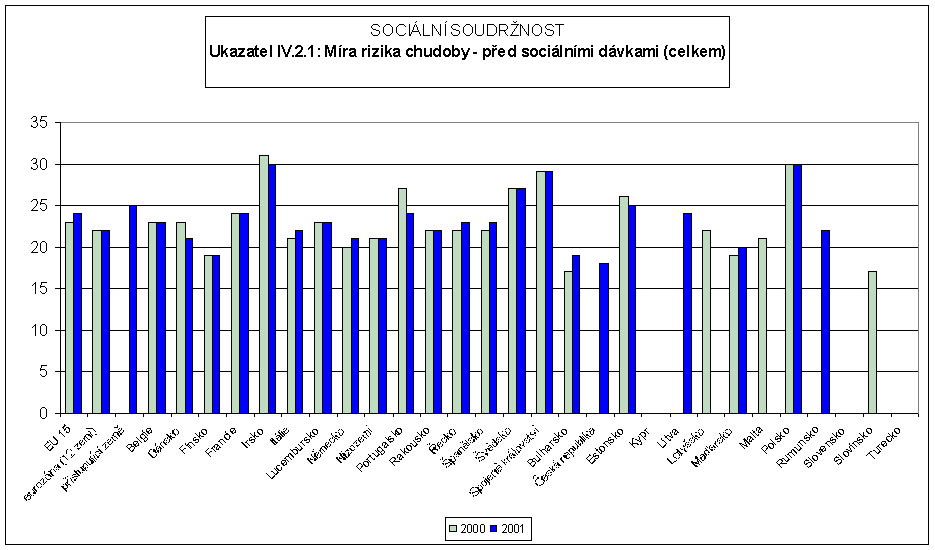 SOCIÁLNÍ SOUDRŽNOST
Ukazatel IV.2.1: Míra rizika chudoby - před sociálními dávkami (celkem)
35
30
25
20
15
10
5
0
EU 15
eurozóna (12 zemí)
přistupující země
Belgie
Dánsko
Finsko
Francie
Irsko
Itálie
Lucembursko
Německo
Nizozemí
Portugalsko
Rakousko
Řecko
Španělsko
Švédsko
Spojené království
Bulharsko
Česká republika
Estonsko
Kypr
Litva
Lotyšsko
Maďarsko
Malta
Polsko
Rumunsko
Slovensko
Slovinsko
Turecko
2000 2001